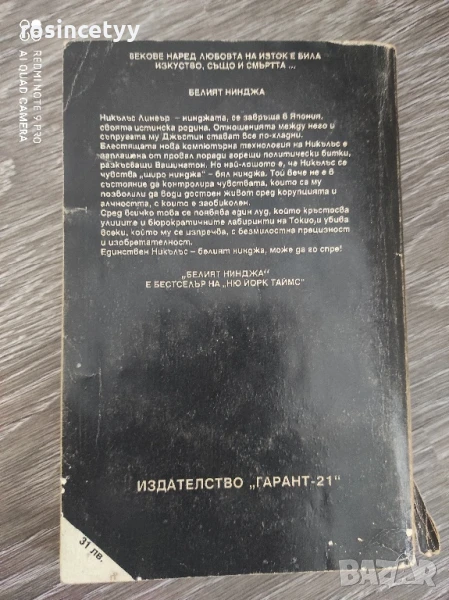 rosincetyy
REDMI NOTE 9 PRO
AI QUAD CAMERA
ВЕКОВЕ НАРЕД ЛЮБОВТА НА ИЗТОК Е БИЛА
ИЗКУСТВО, СЪЩО И СМЪРТТА ...
БЕЛИЯТ НИНДЖА
Никълъс Линеър – нинджата, се завръща в Япония,
своята истинска родина. Отношенията между него и
съпругата му Джъстин стават все по-хладни.
Блестящата нова компютърна технология на Никълъс е
заплашена от провал поради горещи политически битки,
разкъсващи Вашингтон. Но най-лошото е, че Никълъс се
чувства „широ нинджа" – бял нинджа. Той вече не е в
състояние да контролира чувствата, които са му
позволили да води достоен живот сред корупцията и
алчността, с които е заобиколен.
Сред всичко това се появява един луд, който кръстосва
улиците и бюрократичните лабиринти на Токио,и убива
всеки, който му се изпречва, с безмилостна прецизност
и изобретателност.
Единствен Никълъс – белият нинджа, може да го спре!
„БЕЛИЯТ НИНДЖА"
Е БЕСТСЕЛЪР НА „НЮ ЙОРК ТАЙМС"
ИЗДАТЕЛСТВО „ГАРАНТ-21"
31 лв.
bazar